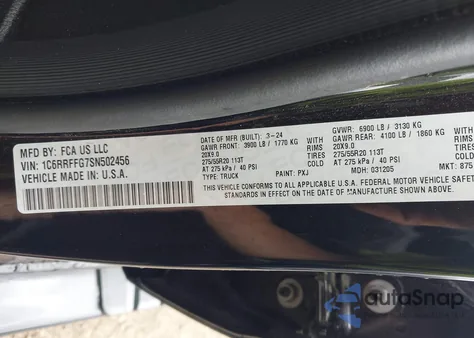 MFD BY: FCA US LLC
DATE OF MFR (BUILT): 3-24
GVWR: 6900 LB / 3130 KG
GAWR FRONT: 3900 LB / 1770 KG
WITH
GAWR REAR: 4100 LB / 1860 KG
WITH
20X9.0
RIMS
20X9.0
RIMS
275/55R20 113T
TIRES
275/55R20 113T
TIRES
AT 275 kPa/ 40 PSI
AT 275 kPa/ 40 PSI
VIN: 1C6RRFFG7SN502456
TYPE: TRUCK
PAINT: PXJ
MDH: 031205
MKT: 875
VEHICLE MADE IN: U.S.A.
THIS VEHICLE CONFORMS TO ALL APPLICABLE U.S.A. FEDERAL MOTOR VEHICLE SAFET
STANDARDS IN EFFECT ON THE DATE OF MANUFACTURE SHOWN ABOVE.
autoSnap